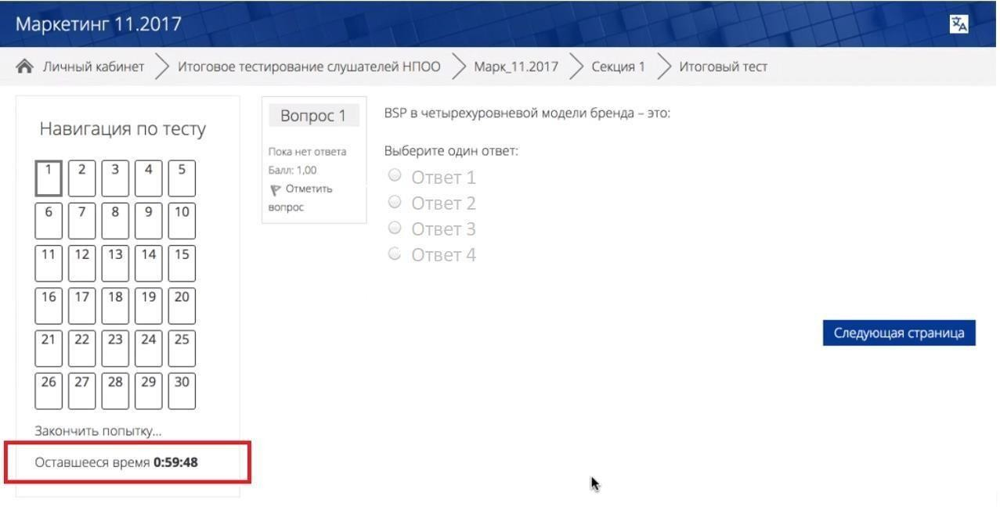 Маркетинг 11.2017
Личный кабинет
Итоговое тестирование слушателей НПОО
Марк_11.2017
Секция 1
Итоговый тест
Навигация по тесту
1 2 3 4 5
6 7 8 9 10
11 12 13 14 15
16 17 18 19 20
21 22 23 24 25
26 27 28 29 30
Закончить попытку...
Оставшееся время 0:59:48
Вопрос 1
Пока нет ответа
Балл: 1,00
Отметить
вопрос
BSP в четырехуровневой модели бренда – это:
Выберите один ответ:
Ответ 1
Ответ 2
Ответ 3
Ответ 4
Следующая страница